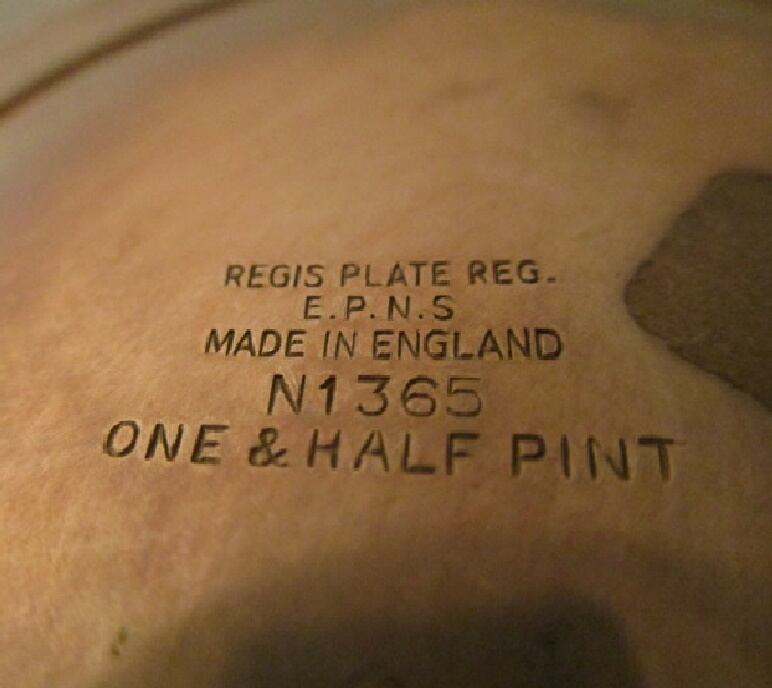 REGIS PLATE REG.
E.P.N.S
MADE IN ENGLAND
N1365
ONE & HALF PINT